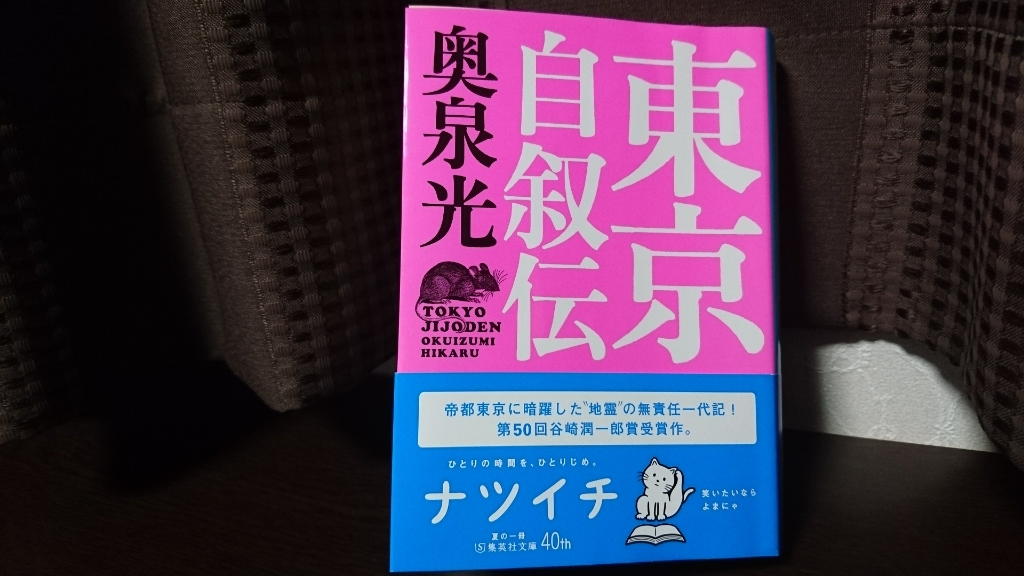 東京
自叙伝
奥泉光
TOKYO
JIJODEN
OKUIZUMI
HIKARU
帝都東京に暗躍した"地霊"の無責任一代記！
第50回谷崎潤一郎賞受賞作。
ひとりの時間を、ひとりじめ。
ナツイチ
笑いたいなら
よまにゃ
夏の一冊
集英社文庫 40th